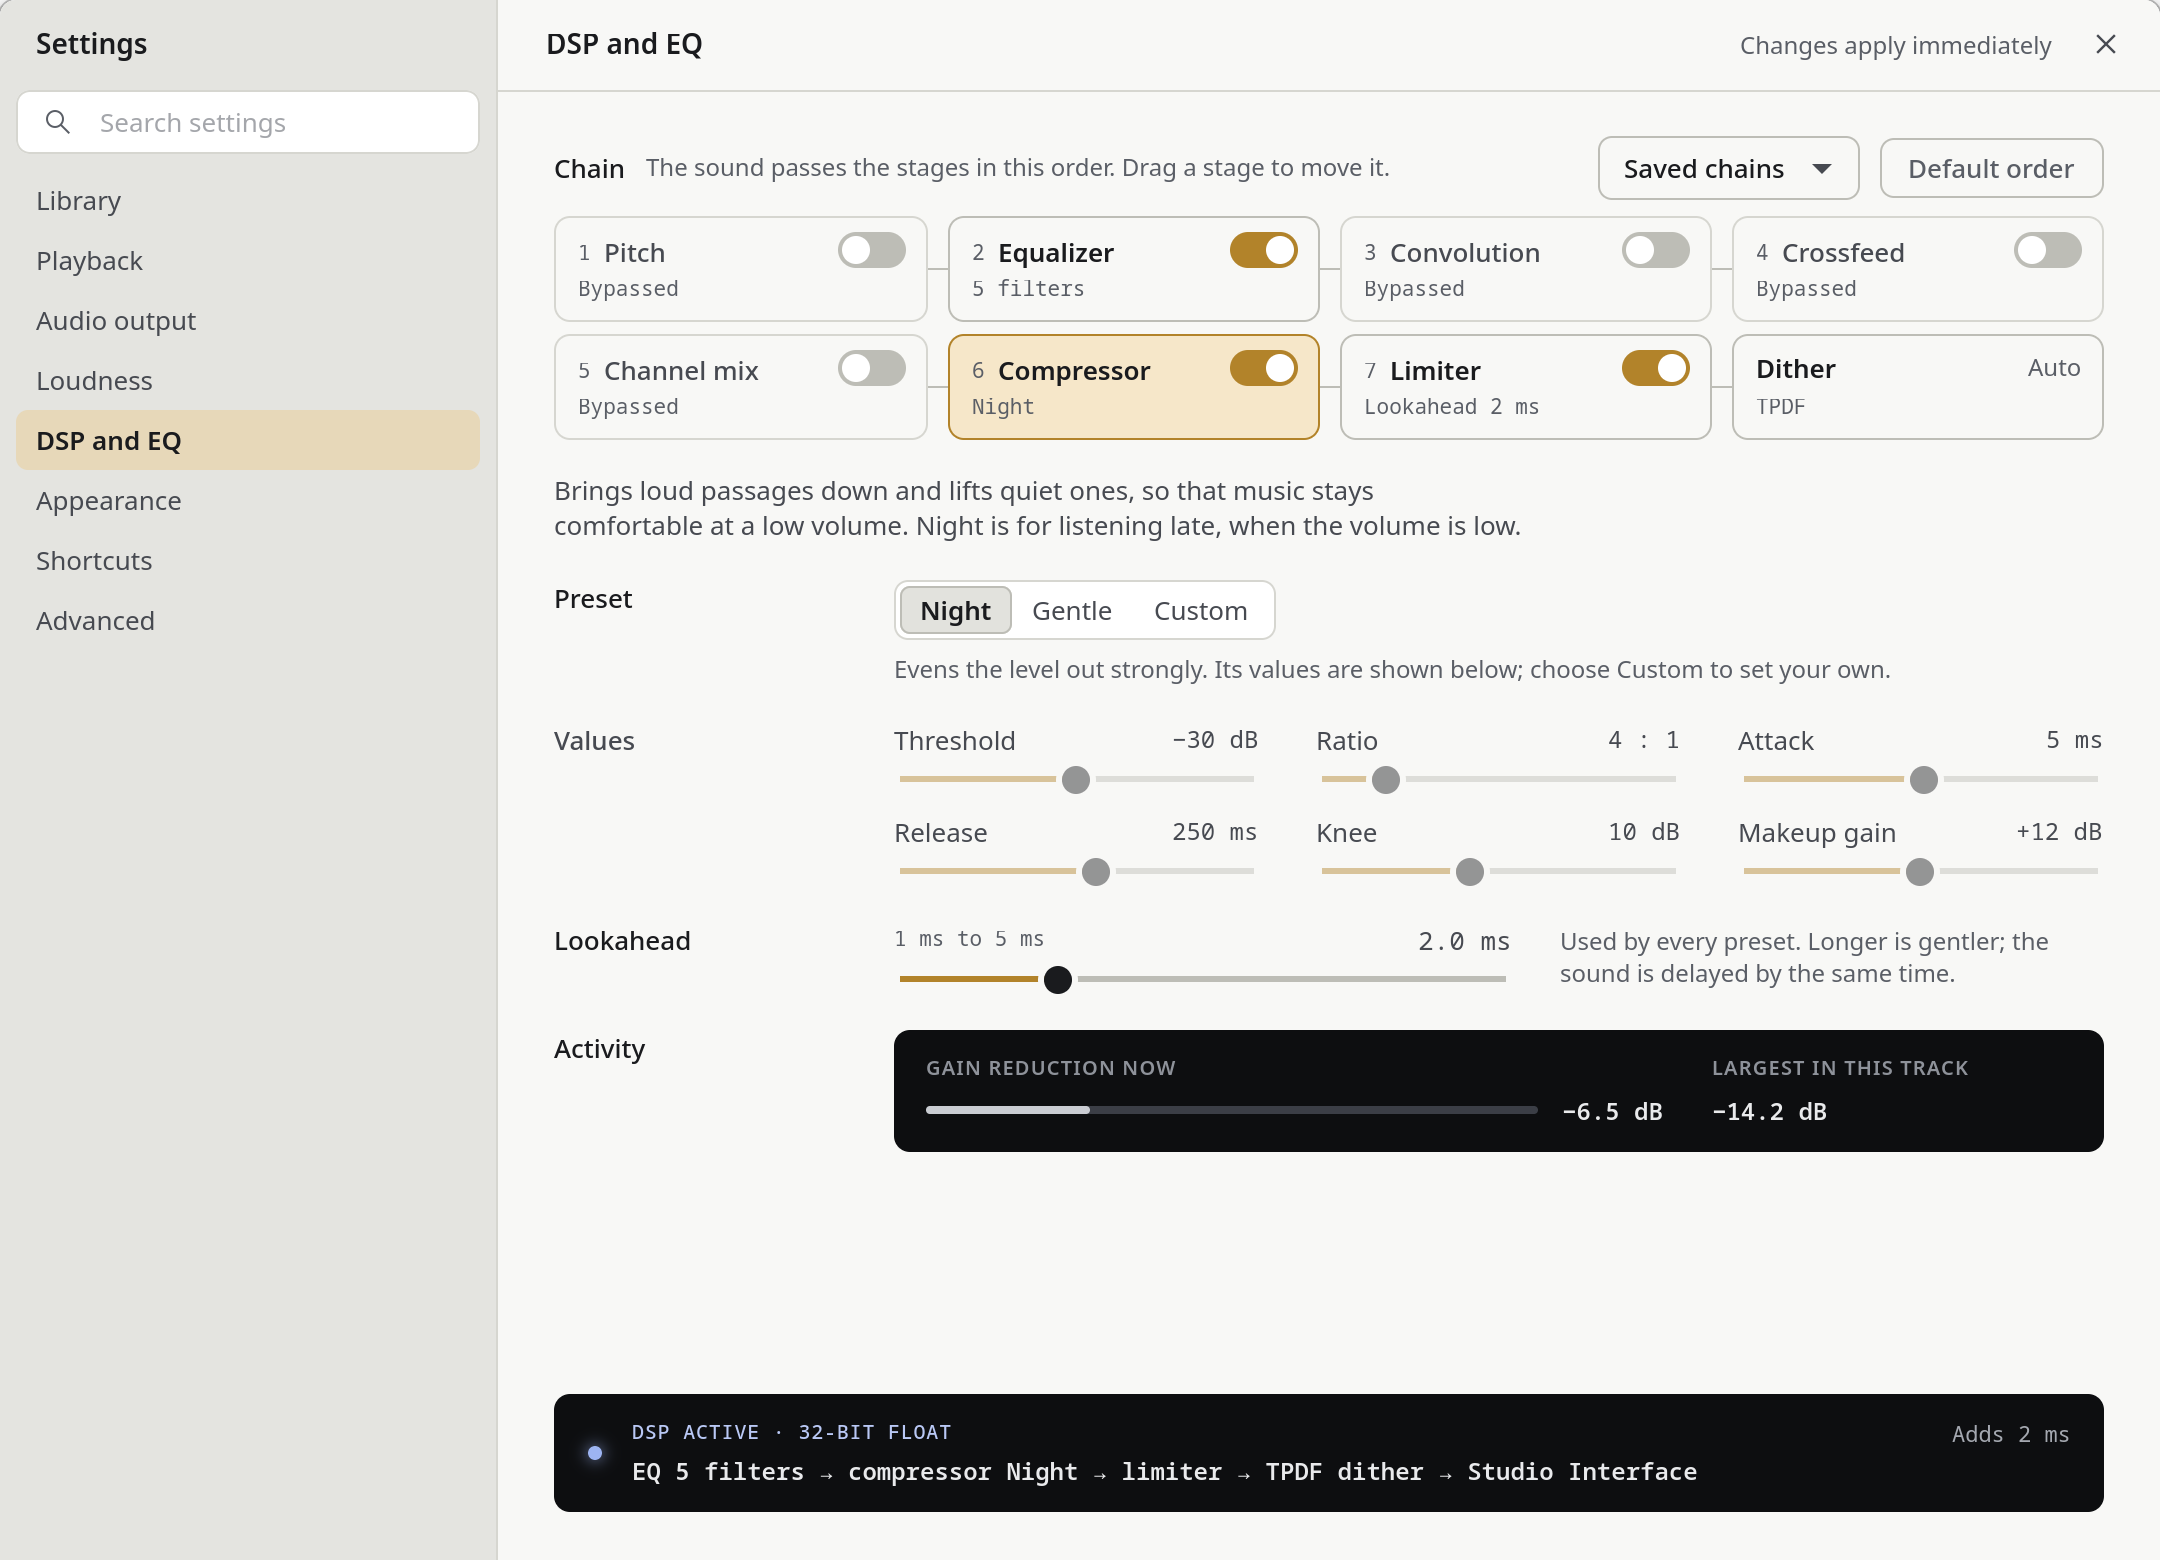 Settings
DSP and EQ
Changes apply immediately
Search settings
Library
Playback
Audio output
Loudness
DSP and EQ
Appearance
Shortcuts
Advanced
Chain The sound passes the stages in this order. Drag a stage to move it.
Saved chains
Default order
1 Pitch
Bypassed
2 Equalizer
5 filters
3 Convolution
Bypassed
4 Crossfeed
Bypassed
5 Channel mix
Bypassed
6 Compressor
Night
7 Limiter
Lookahead 2 ms
Dither Auto
TPDF
Brings loud passages down and lifts quiet ones, so that music stays
comfortable at a low volume. Night is for listening late, when the volume is low.
Preset
Night Gentle Custom
Evens the level out strongly. Its values are shown below; choose Custom to set your own.
Values
Threshold −30 dB
Ratio 4 : 1
Attack 5 ms
Release 250 ms
Knee 10 dB
Makeup gain +12 dB
Lookahead
1 ms to 5 ms 2.0 ms
Used by every preset. Longer is gentler; the
sound is delayed by the same time.
Activity
GAIN REDUCTION NOW
−6.5 dB
LARGEST IN THIS TRACK
−14.2 dB
DSP ACTIVE · 32-BIT FLOAT
Adds 2 ms
EQ 5 filters → compressor Night → limiter → TPDF dither → Studio Interface